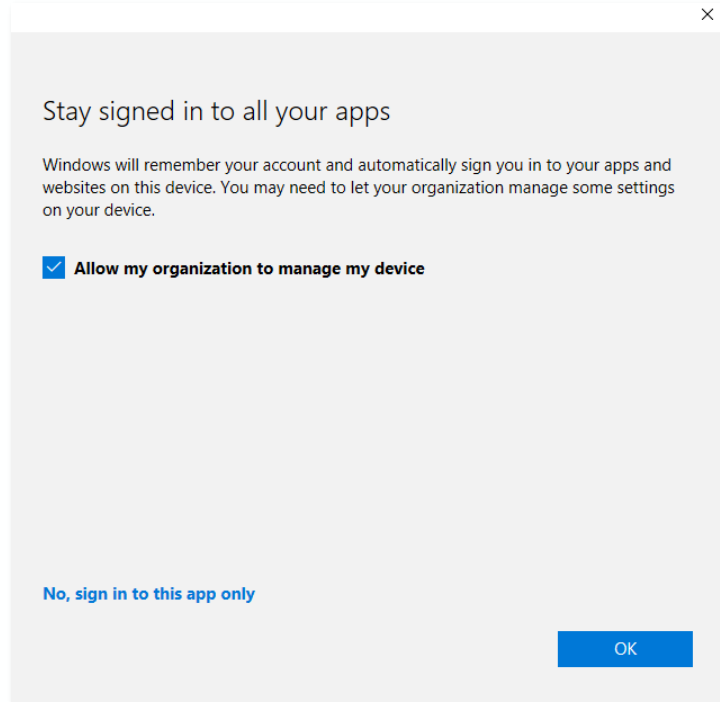 Stay signed in to all your apps
Windows will remember your account and automatically sign you in to your apps and
websites on this device. You may need to let your organization manage some settings
on your device.
Allow my organization to manage my device
No, sign in to this app only
OK